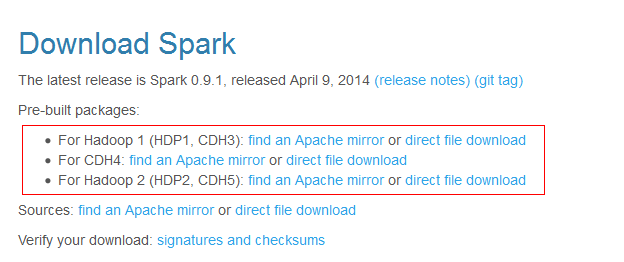 Download Spark
The latest release is Spark 0.9.1, released April 9, 2014 (release notes) (git tag)
Pre-built packages:
• For Hadoop 1 (HDP1, CDH3): find an Apache mirror or direct file download
• For CDH4: find an Apache mirror or direct file download
• For Hadoop 2 (HDP2, CDH5): find an Apache mirror or direct file download
Sources: find an Apache mirror or direct file download
Verify your download: signatures and checksums